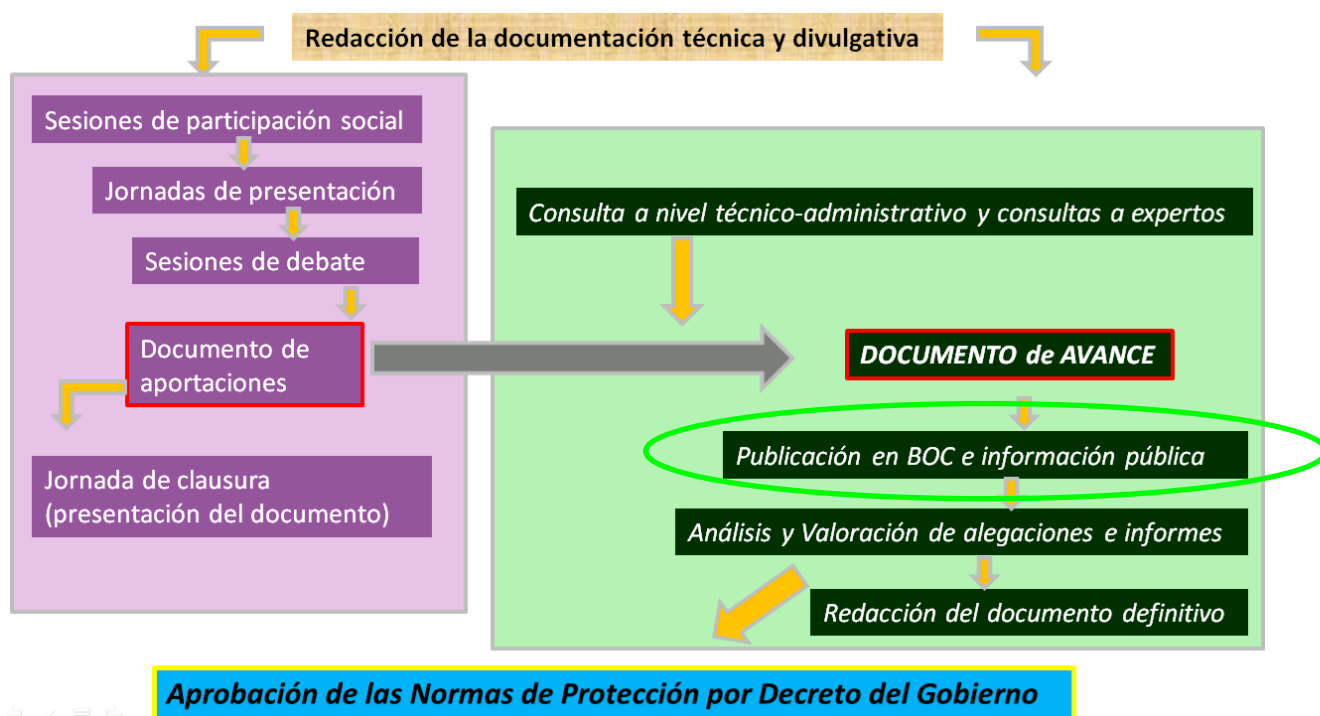 Redacción de la documentación técnica y divulgativa
Sesiones de participación social
Jornadas de presentación
Sesiones de debate
Documento de
aportaciones
Jornada de clausura
(presentación del documento)
Consulta a nivel técnico-administrativo y consultas a expertos
DOCUMENTO de AVANCE
Publicación en BOC e información pública
Análisis y Valoración de alegaciones e informes
Redacción del documento definitivo
Aprobación de las Normas de Protección por Decreto del Gobierno